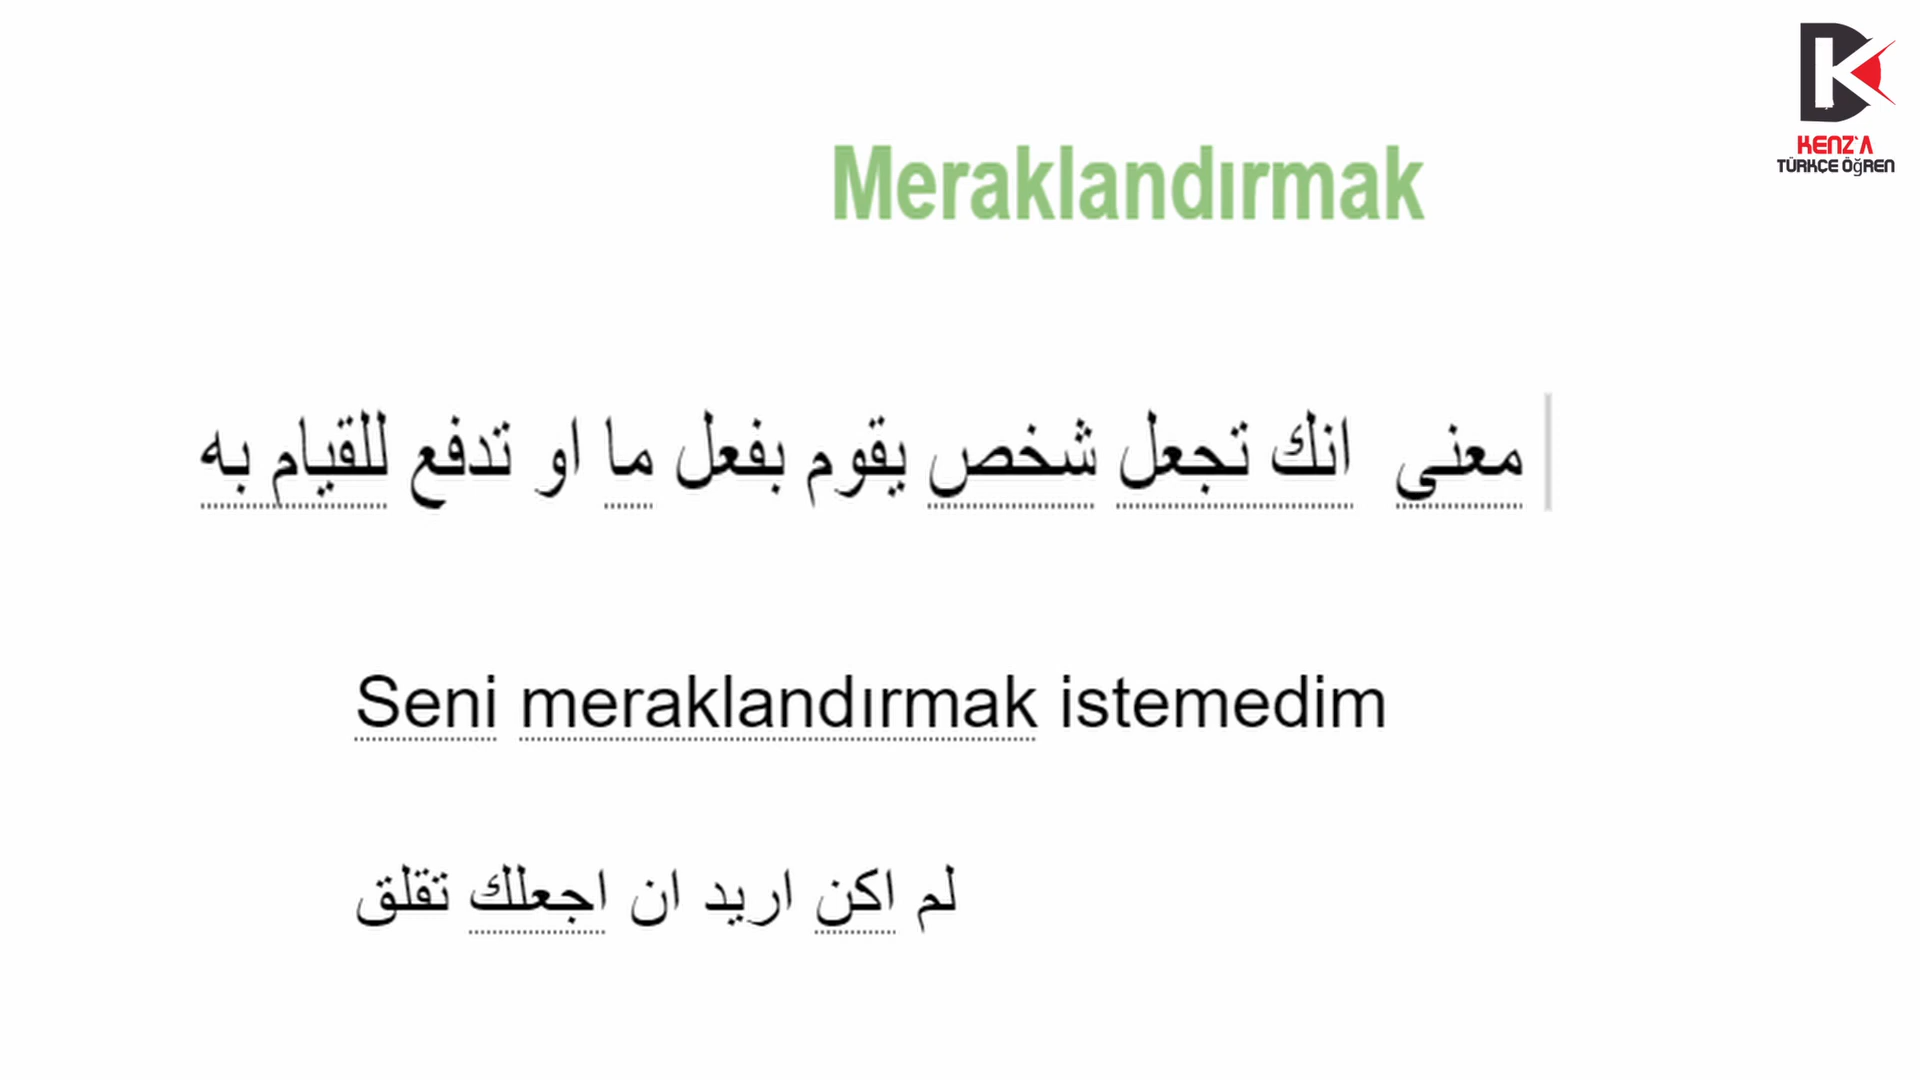 KENZ'A
TÜRKÇE ÖğREN
Meraklandırmak
معنى انك تجعل شخص يقوم بفعل ما او تدفع للقيام به
Seni meraklandırmak istemedim
لم اكن اريد ان اجعلك تقلق